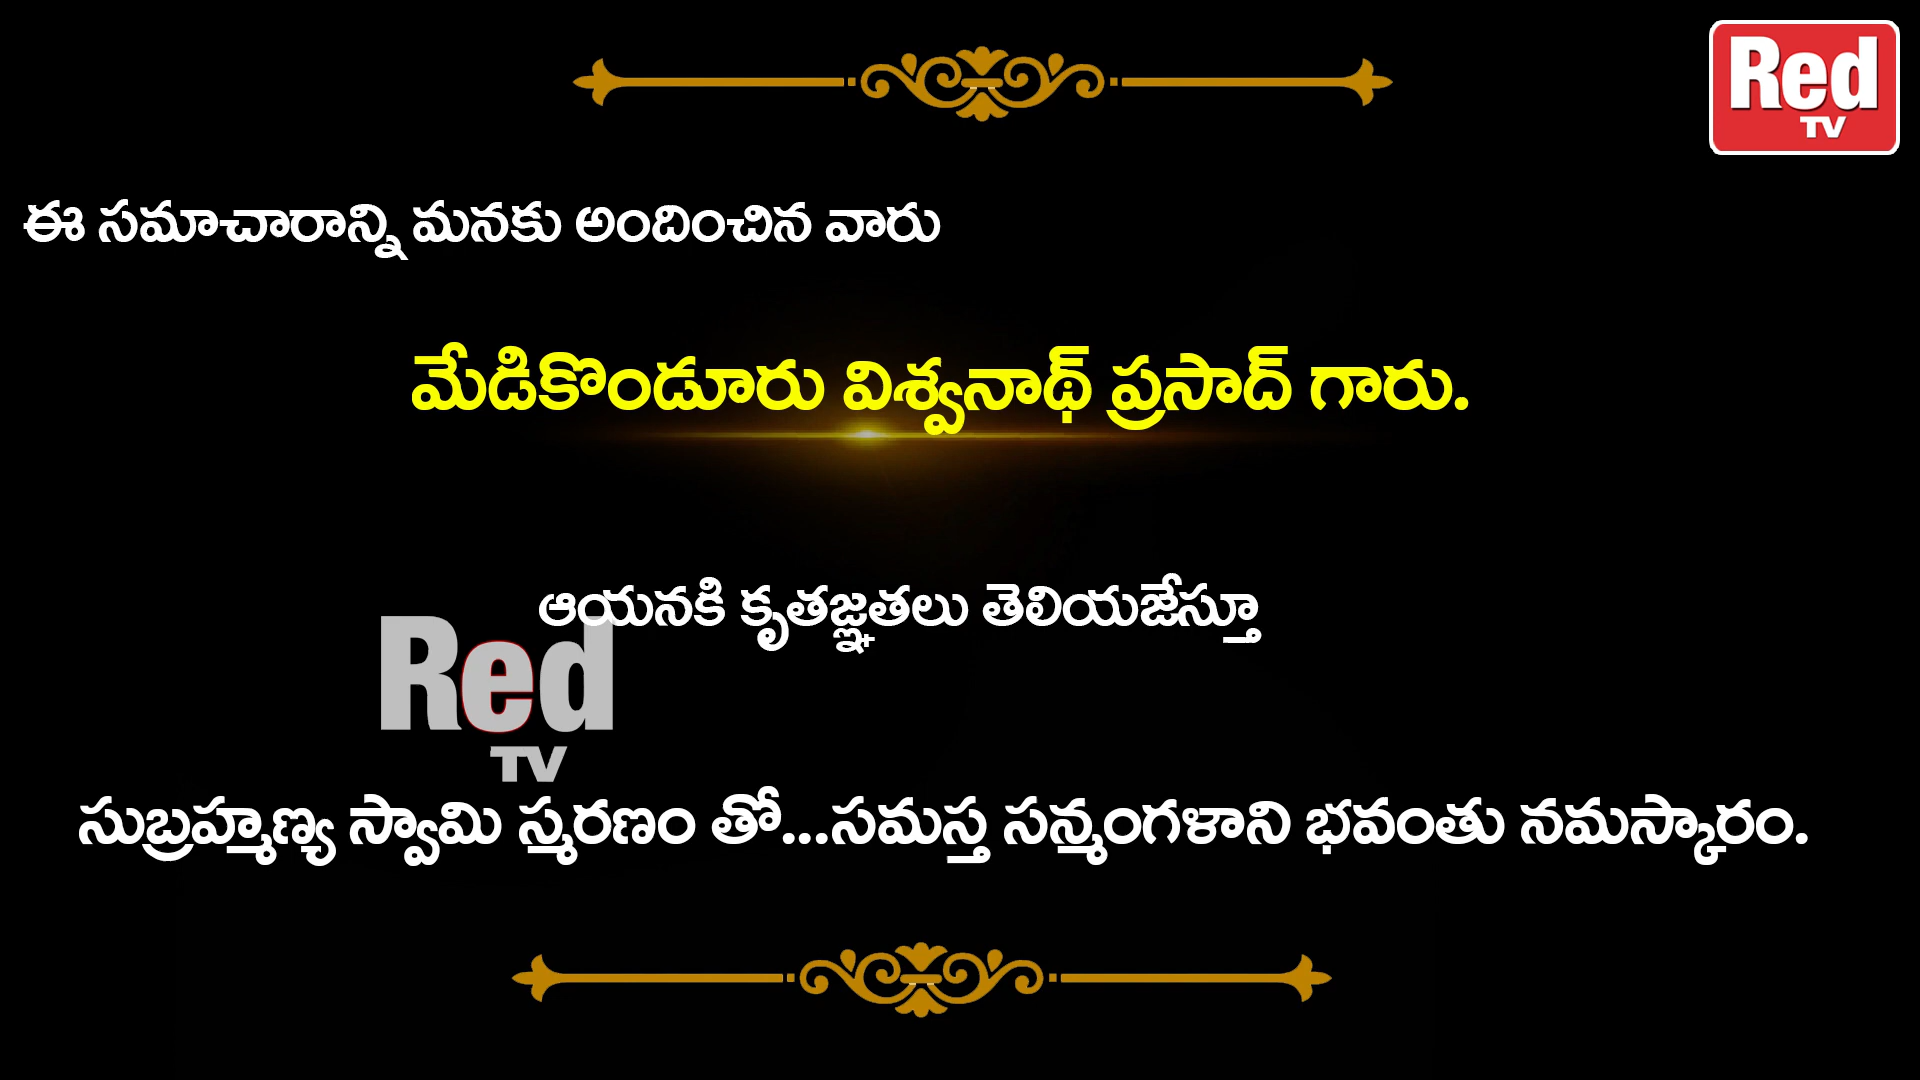 Red
TV
ఈ సమాచారాన్ని మనకు అందించిన వారు
మేడికొండూరు విశ్వనాథ్ ప్రసాద్ గారు.
ఆయనకి కృతజ్ఞతలు తెలియజేస్తూ
Red
TV
సుబ్రహ్మణ్య స్వామి స్మరణం తో...సమస్త సన్మంగళాని భవంతు నమస్కారం.